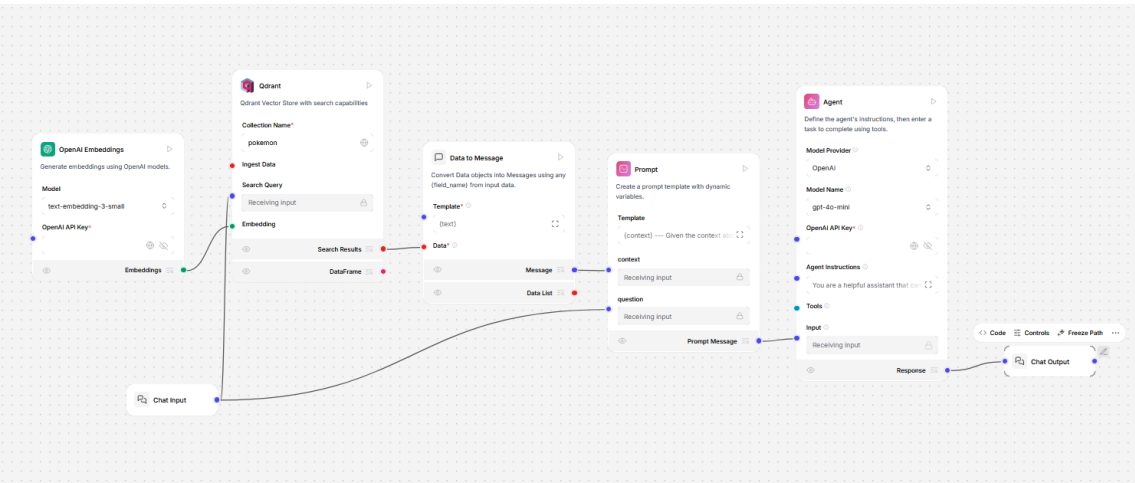 OpenAI Embeddings
Generate embeddings using OpenAI models.
Model
text-embedding-3-small
OpenAI API Key*
Embeddings
Qdrant
Qdrant Vector Store with search capabilities
Collection Name*
pokemon
Ingest Data
Search Query
Receiving input
Embedding
Search Results
DataFrame
Chat Input
Data to Message
Convert Data objects into Messages using any
{field_name} from input data.
Template*
{text}
Data*
Message
Data List
Prompt
Create a prompt template with dynamic
variables.
Template
{context} --- Given the context
context
Receiving input
question
Receiving input
Prompt Message
Agent
Define the agent's instructions, then enter a
task to complete using tools.
Model Provider
OpenAI
Model Name
gpt-4o-mini
OpenAI API Key*
Agent Instructions
You are a helpful assistant that
Tools
Input
Receiving input
Response
Code Controls Freeze Path
Chat Output